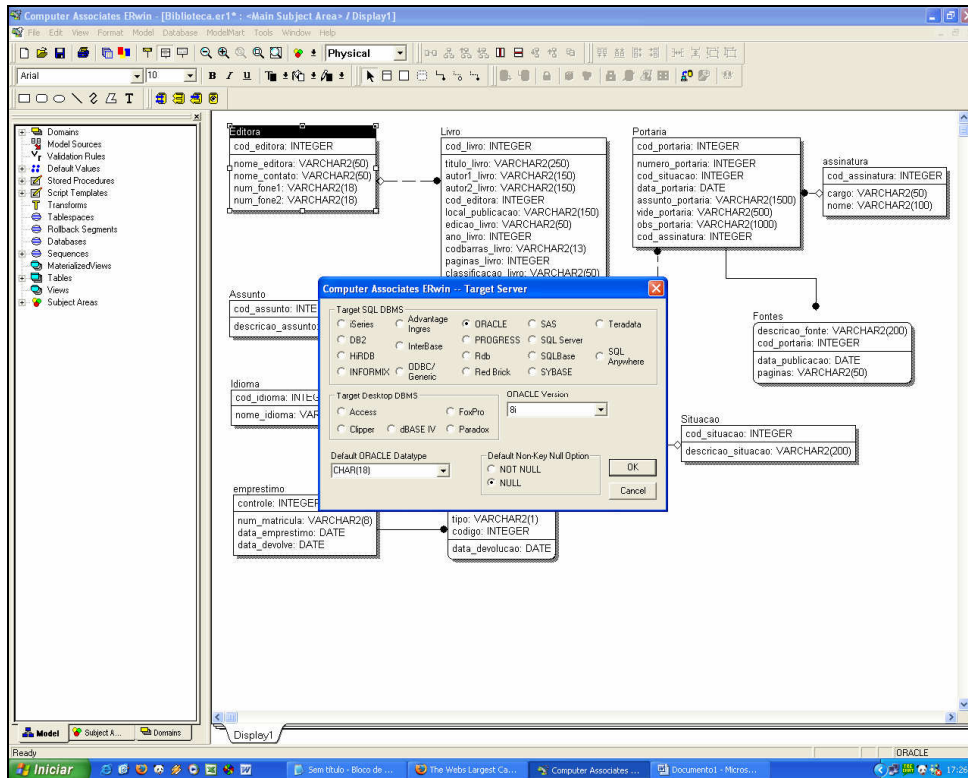 Computer Associates ERwin - [Biblioteca.er1* : <Main Subject Area> / Display1]
File Edit View Format Model Database ModelMart Tools Window Help
Physical
Arial
10
B I U
T
Domains
Model Sources
Validation Rules
Default Values
Stored Procedures
Script Templates
Transforms
Tablespaces
Rollback Segments
Databases
Sequences
MaterializedViews
Tables
Views
Subject Areas
Editora
cod_editora: INTEGER
nome_editora: VARCHAR2(50)
nome_contato: VARCHAR2(50)
num_fone1: VARCHAR2(18)
num_fone2: VARCHAR2(18)
Livro
cod_livro: INTEGER
titulo_livro: VARCHAR2(250)
autor1_livro: VARCHAR2(150)
autor2_livro: VARCHAR2(150)
cod_editora: INTEGER
local_publicacao: VARCHAR2(150)
edicao_livro: VARCHAR2(50)
ano_livro: INTEGER
codbarras_livro: VARCHAR2(13)
paginas_livro: INTEGER
classificacao_livro: VARCHAR2(50)
Portaria
cod_portaria: INTEGER
numero_portaria: INTEGER
cod_situacao: INTEGER
data_portaria: DATE
assunto_portaria: VARCHAR2(1500)
vide_portaria: VARCHAR2(500)
obs_portaria: VARCHAR2(1000)
cod_assinatura: INTEGER
assinatura
cod_assinatura: INTEGER
cargo: VARCHAR2(50)
nome: VARCHAR2(100)
Assunto
cod_assunto: INTEG
descricao_assunto:
Fontes
descricao_fonte: VARCHAR2(200)
cod_portaria: INTEGER
data_publicacao: DATE
paginas: VARCHAR2(50)
Idioma
cod_idioma: INTEG
nome_idioma: VAR
Situacao
cod_situacao: INTEGER
descricao_situacao: VARCHAR2(200)
emprestimo
controle: INTEGER
num_matricula: VARCHAR2(8)
data_emprestimo: DATE
data_devolve: DATE
tipo: VARCHAR2(1)
codigo: INTEGER
data_devolucao: DATE
Computer Associates ERwin -- Target Server
Target SQL DBMS
iSeries
Advantage Ingres
ORACLE
SAS
Teradata
DB2
InterBase
PROGRESS
SQL Server
HiRDB
Rdb
SQLBase
SQL Anywhere
INFORMIX
ODBC/ Generic
Red Brick
SYBASE
Target Desktop DBMS
Access
FoxPro
Clipper
dBASE IV
Paradox
ORACLE Version
8i
Default ORACLE Datatype
CHAR(18)
Default Non-Key Null Option
NOT NULL
NULL
OK
Cancel
Model
Subject A...
Domains
Display1
Ready
ORACLE
Iniciar
Sem título - Bloco de ...
The Webs Largest Ca...
Computer Associates ...
Documento1 - Micros...
17:26